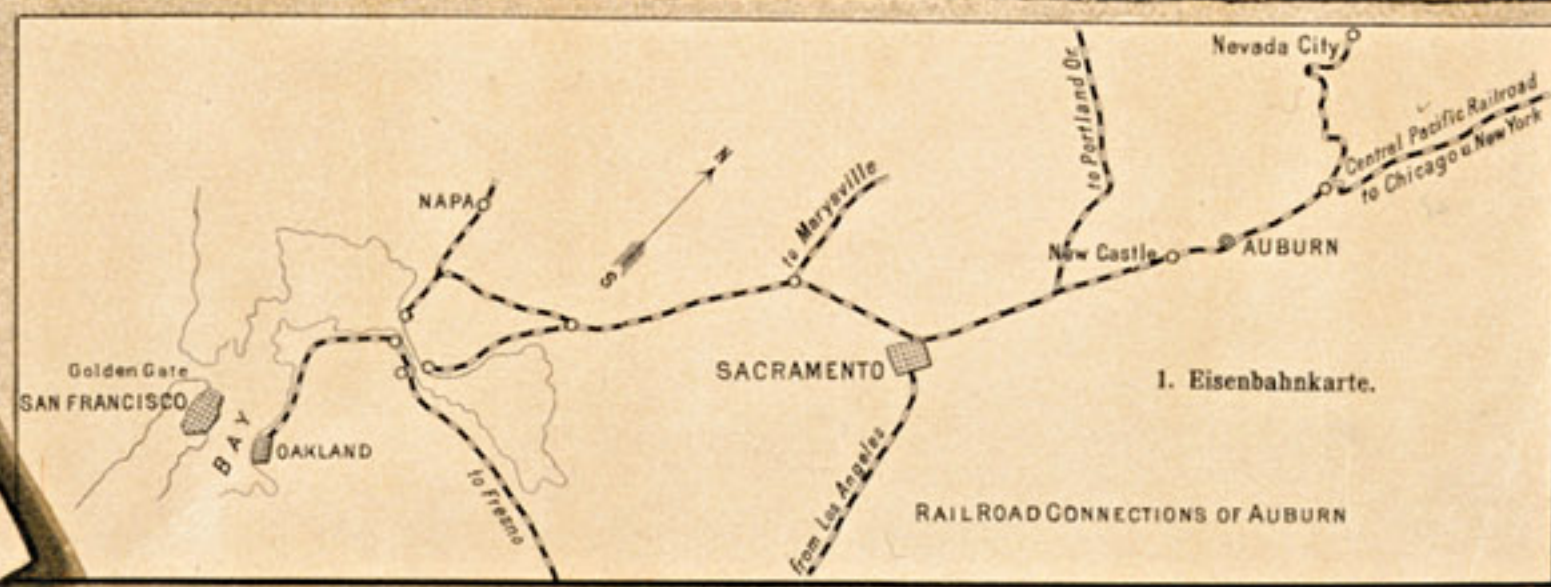 Nevada City
to Portland Or.
Central Pacific Railroad
to Chicago u. New York
NAPA
N
S
to Marysville
New Castle
AUBURN
Golden Gate
SAN FRANCISCO
BAY
OAKLAND
SACRAMENTO
1. Eisenbahnkarte.
to Fresno
from Los Angeles
RAILROAD CONNECTIONS OF AUBURN